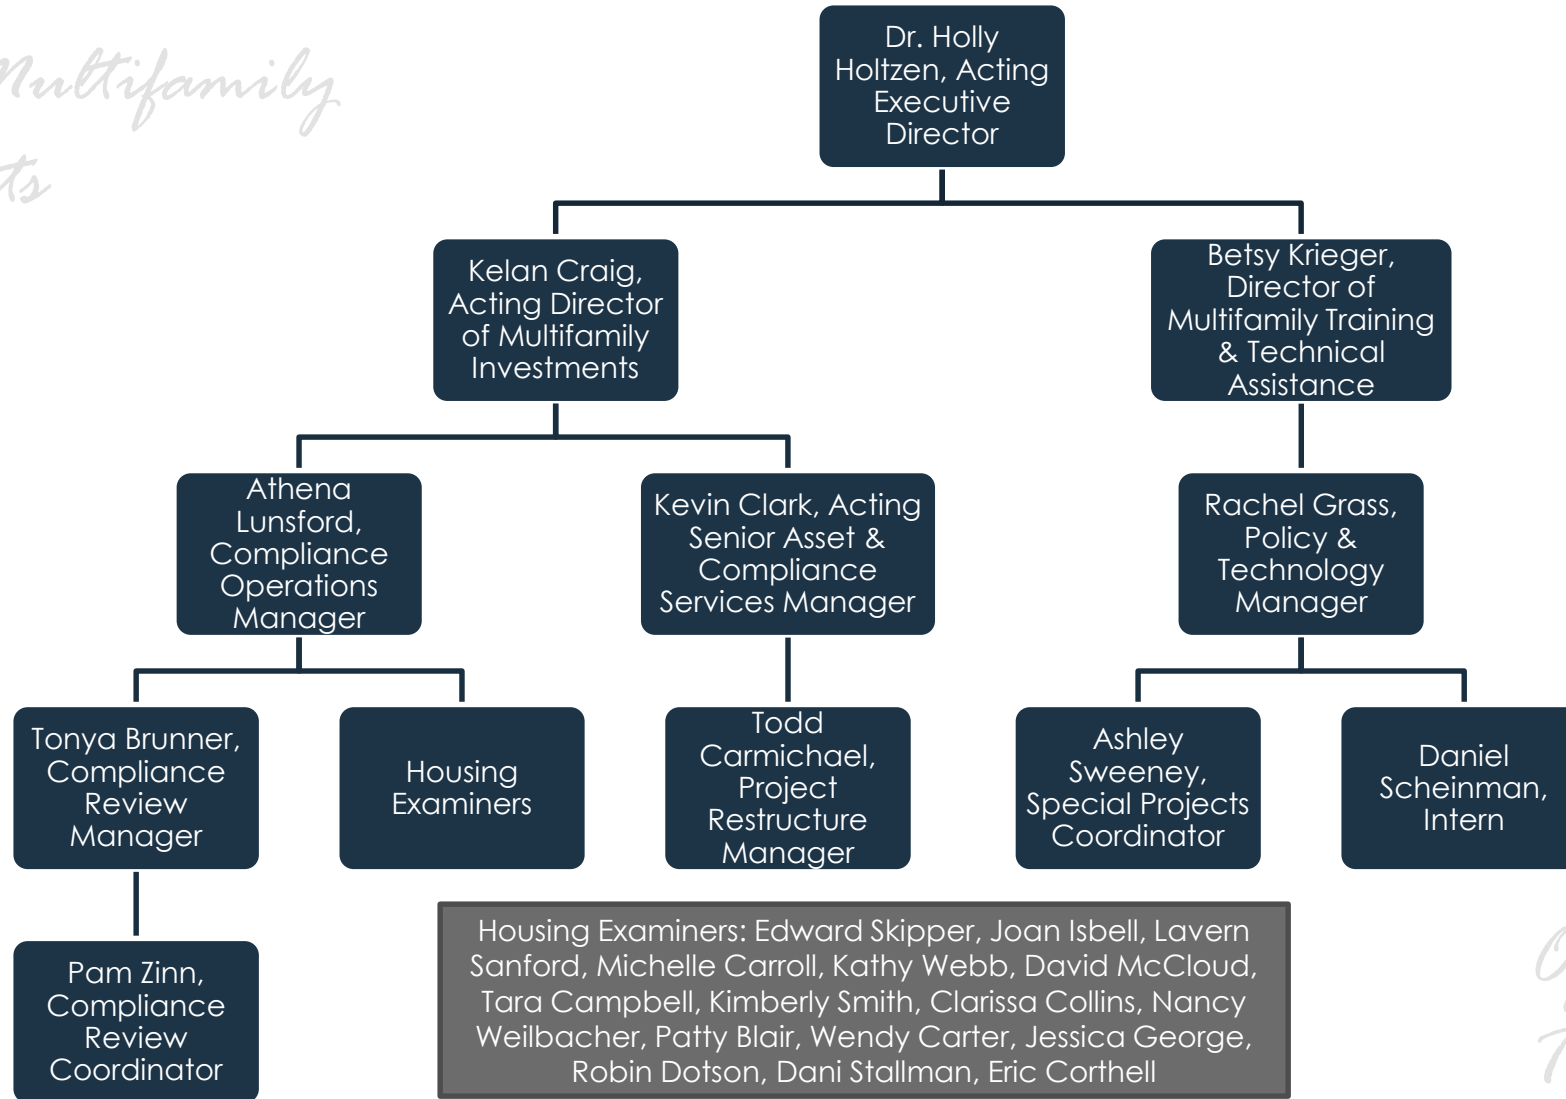 Multifamily
ts
Dr. Holly
Holtzen, Acting
Executive
Director
Kelan Craig,
Acting Director
of Multifamily
Investments
Betsy Krieger,
Director of
Multifamily Training
& Technical
Assistance
Athena
Lunsford,
Compliance
Operations
Manager
Kevin Clark, Acting
Senior Asset &
Compliance
Services Manager
Rachel Grass,
Policy &
Technology
Manager
Tonya Brunner,
Compliance
Review
Manager
Housing
Examiners
Todd
Carmichael,
Project
Restructure
Manager
Ashley
Sweeney,
Special Projects
Coordinator
Daniel
Scheinman,
Intern
Pam Zinn,
Compliance
Review
Coordinator
Housing Examiners: Edward Skipper, Joan Isbell, Lavern
Sanford, Michelle Carroll, Kathy Webb, David McCloud,
Tara Campbell, Kimberly Smith, Clarissa Collins, Nancy
Weilbacher, Patty Blair, Wendy Carter, Jessica George,
Robin Dotson, Dani Stallman, Eric Corthell